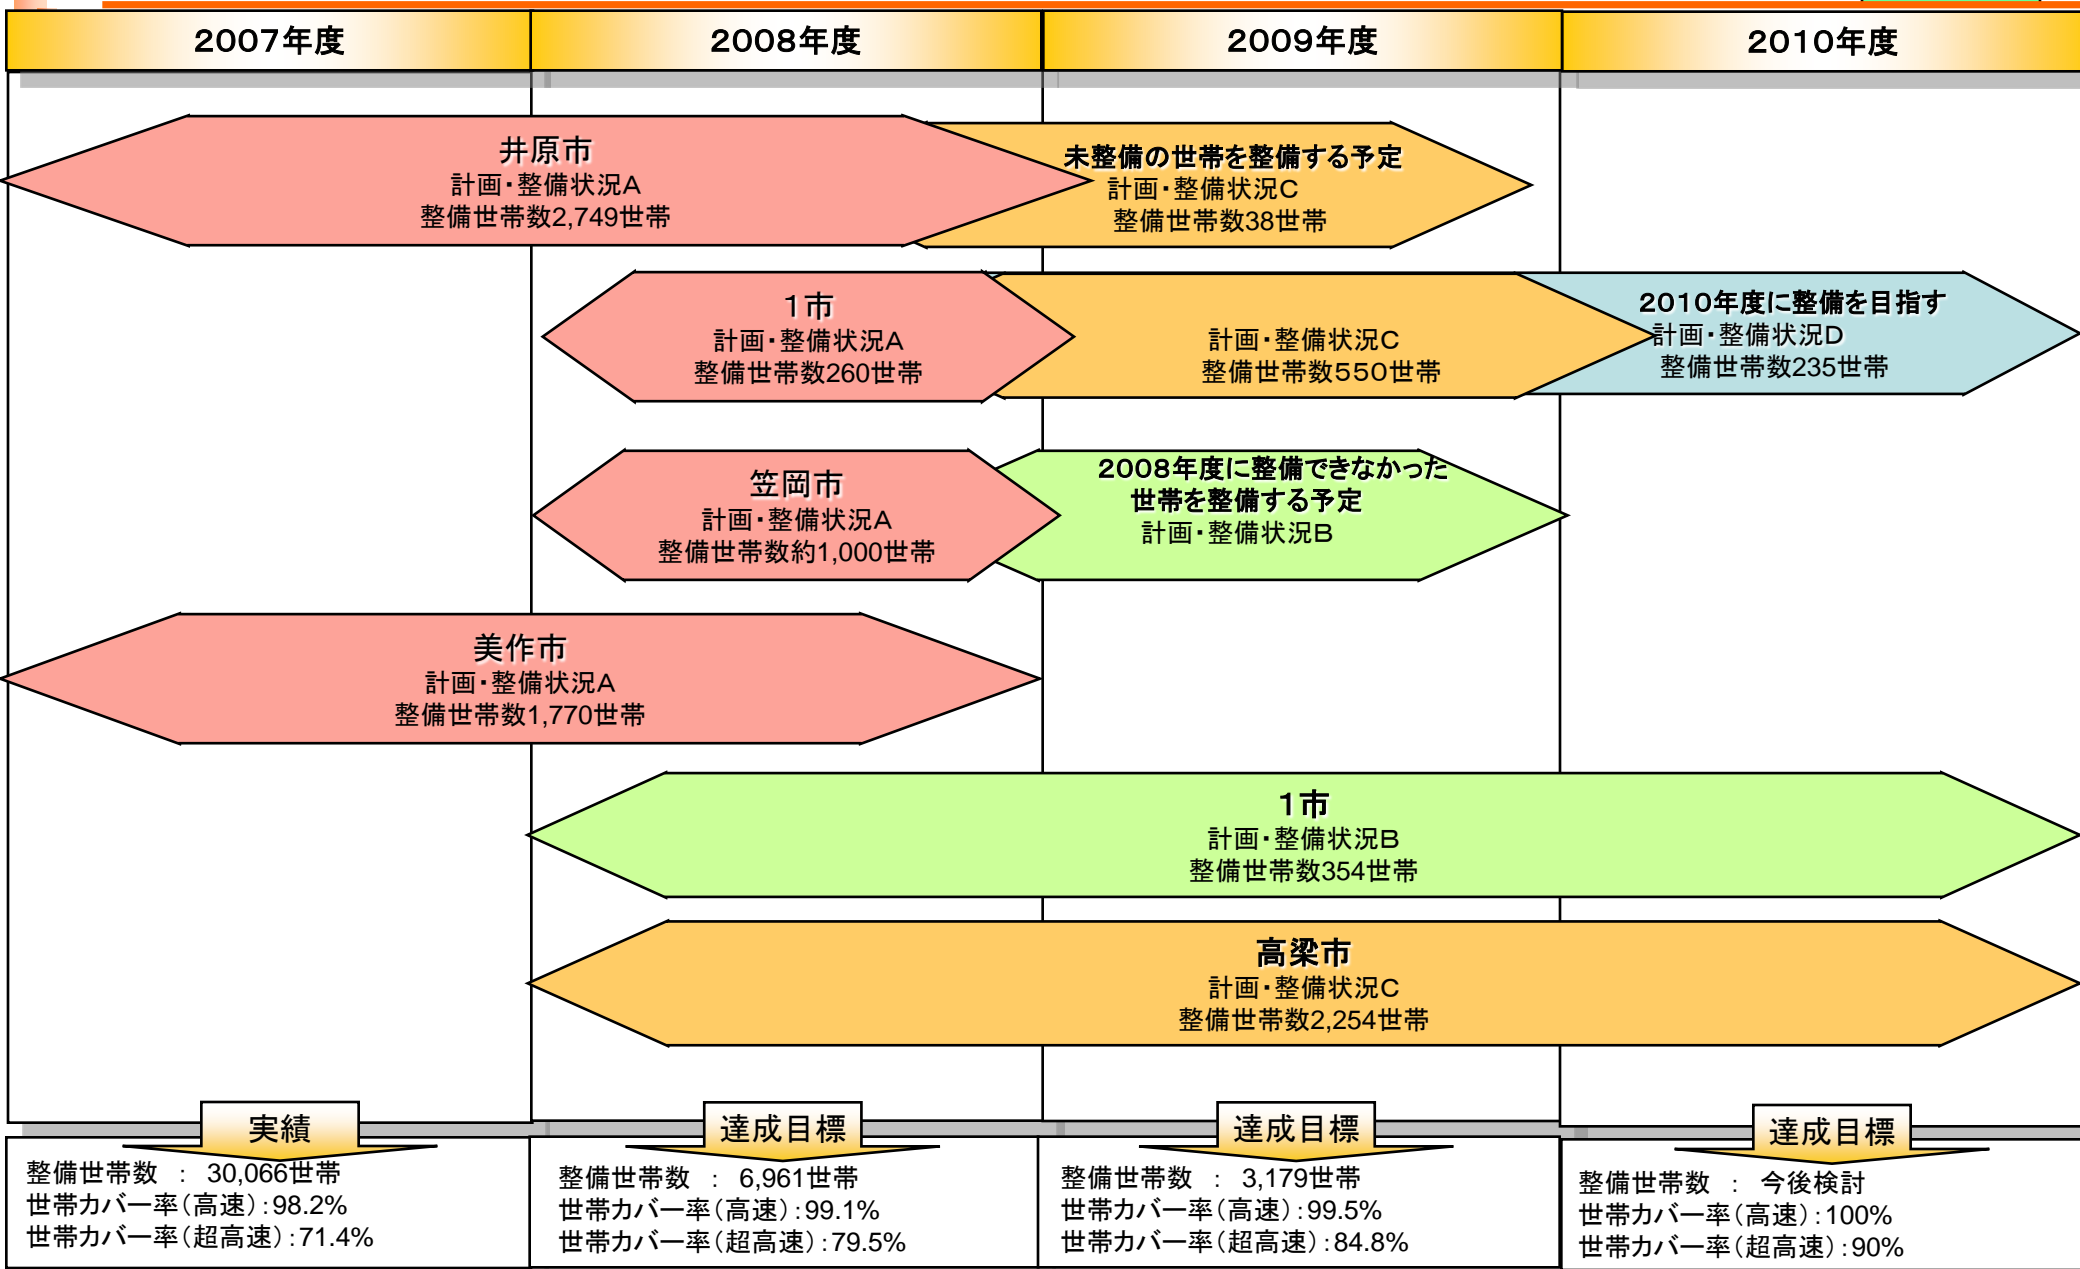 2007年度
2008年度
2009年度
2010年度
井原市
計画・整備状況A
整備世帯数2,749世帯
未整備の世帯を整備する予定
計画・整備状況C
整備世帯数38世帯
1市
計画・整備状況A
整備世帯数260世帯
計画・整備状況C
整備世帯数550世帯
2010年度に整備を目指す
計画・整備状況D
整備世帯数235世帯
笠岡市
計画・整備状況A
整備世帯数約1,000世帯
2008年度に整備できなかった
世帯を整備する予定
計画・整備状況B
美作市
計画・整備状況A
整備世帯数1,770世帯
1市
計画・整備状況B
整備世帯数354世帯
高梁市
計画・整備状況C
整備世帯数2,254世帯
実績
整備世帯数 : 30,066世帯
世帯カバー率(高速):98.2%
世帯カバー率(超高速):71.4%
達成目標
整備世帯数 : 6,961世帯
世帯カバー率(高速):99.1%
世帯カバー率(超高速):79.5%
達成目標
整備世帯数 : 3,179世帯
世帯カバー率(高速):99.5%
世帯カバー率(超高速):84.8%
達成目標
整備世帯数 : 今後検討
世帯カバー率(高速):100%
世帯カバー率(超高速):90%